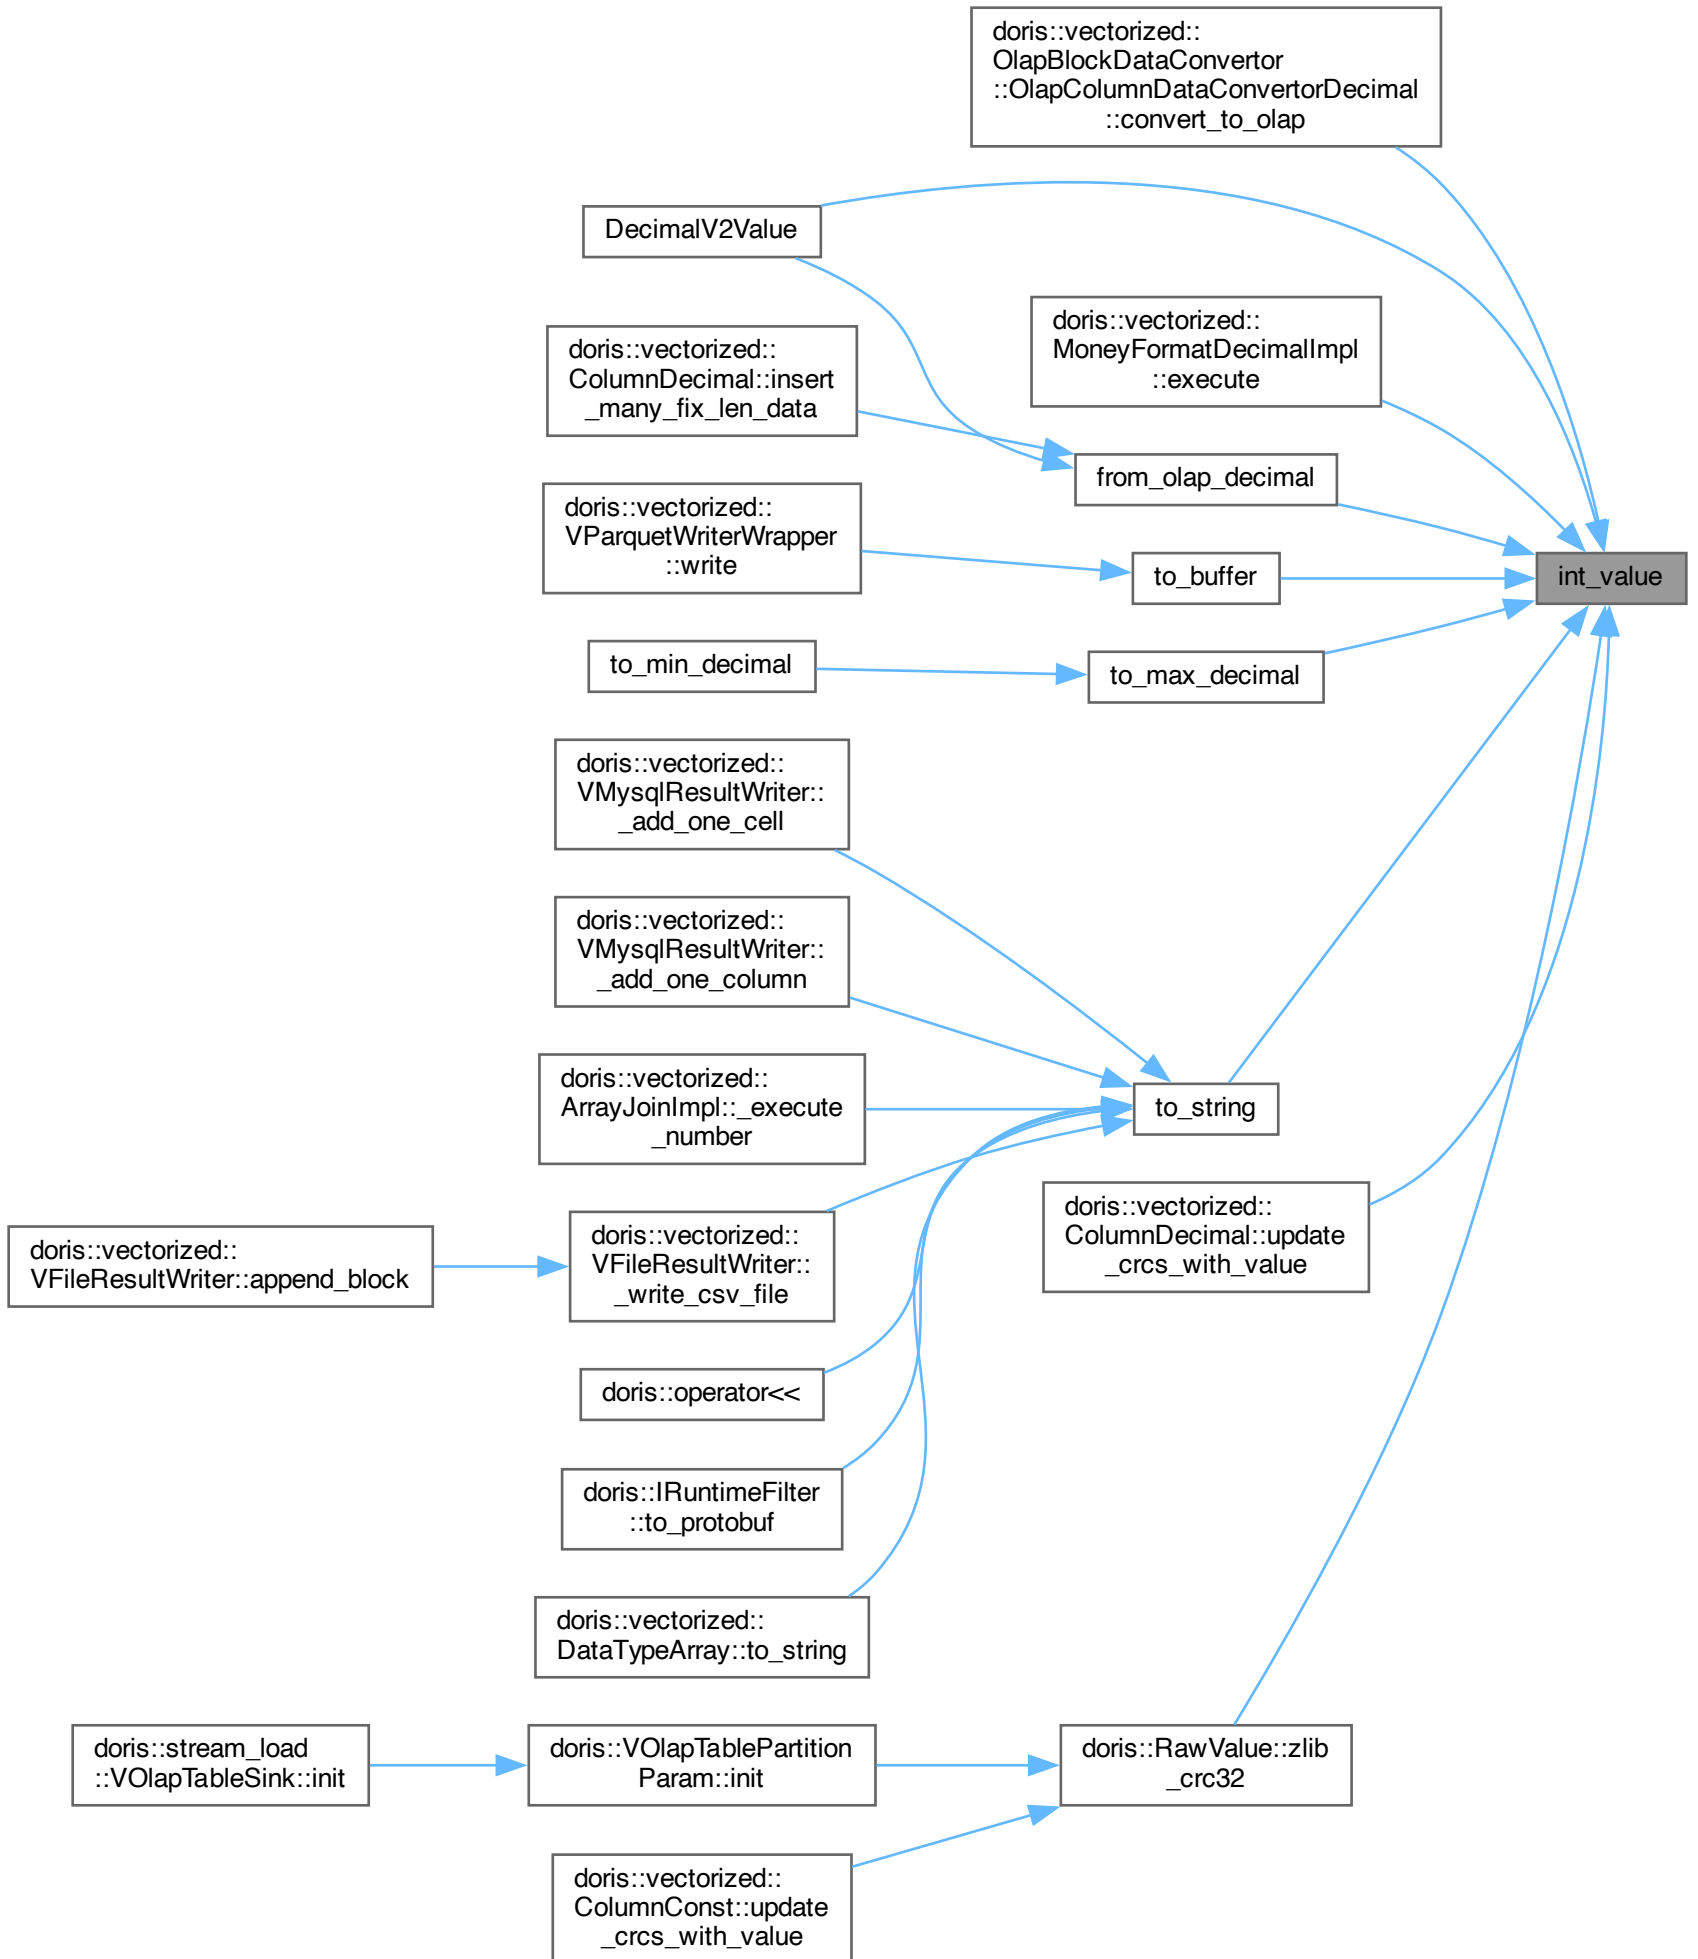 doris::vectorized::
OlapBlockDataConvertor
::OlapColumnDataConvertorDecimal
::convert_to_olap
DecimalV2Value
doris::vectorized::
MoneyFormatDecimalImpl
::execute
doris::vectorized::
ColumnDecimal::insert
_many_fix_len_data
from_olap_decimal
doris::vectorized::
VParquetWriterWrapper
::write
to_buffer
int_value
to_min_decimal
to_max_decimal
doris::vectorized::
VMysqlResultWriter::
_add_one_cell
doris::vectorized::
VMysqlResultWriter::
_add_one_column
doris::vectorized::
ArrayJoinImpl::_execute
_number
to_string
doris::vectorized::
ColumnDecimal::update
_crcs_with_value
doris::vectorized::
VFileResultWriter::
_write_csv_file
doris::vectorized::
VFileResultWriter::append_block
doris::operator<<
doris::IRuntimeFilter
::to_protobuf
doris::vectorized::
DataTypeArray::to_string
doris::stream_load
::VOlapTableSink::init
doris::VOlapTablePartition
Param::init
doris::RawValue::zlib
_crc32
doris::vectorized::
ColumnConst::update
_crcs_with_value